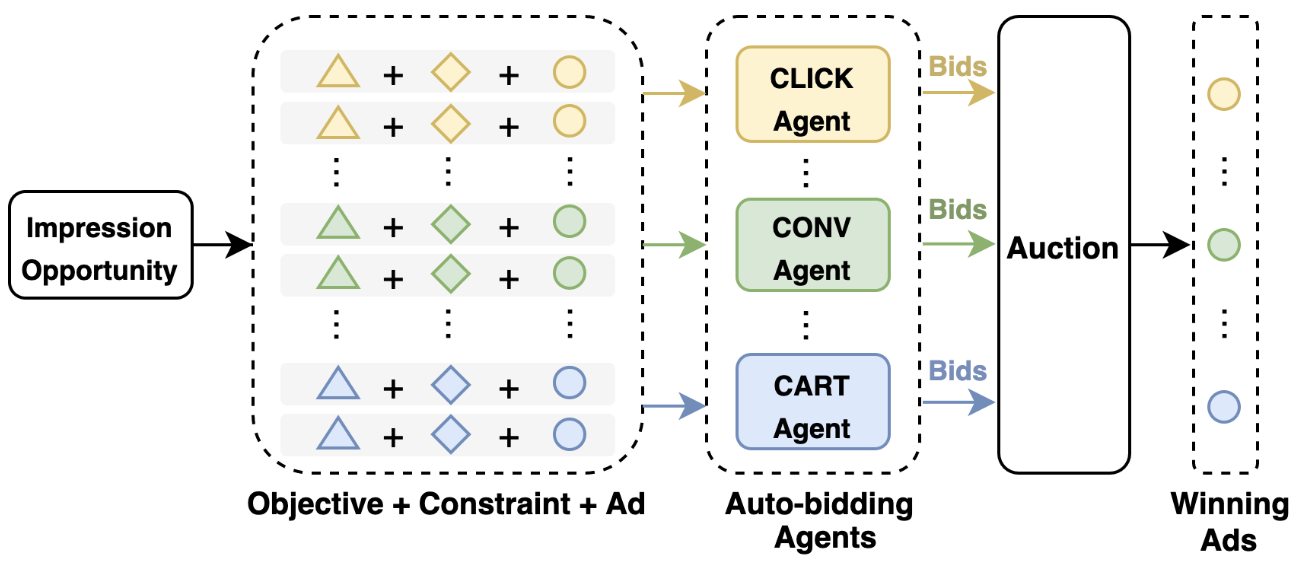 Impression
Opportunity
+ +
+ +
+ +
+ +
+ +
+ +
Objective + Constraint + Ad
CLICK
Agent
CONV
Agent
CART
Agent
Auto-bidding
Agents
Bids
Bids
Bids
Auction
Winning
Ads